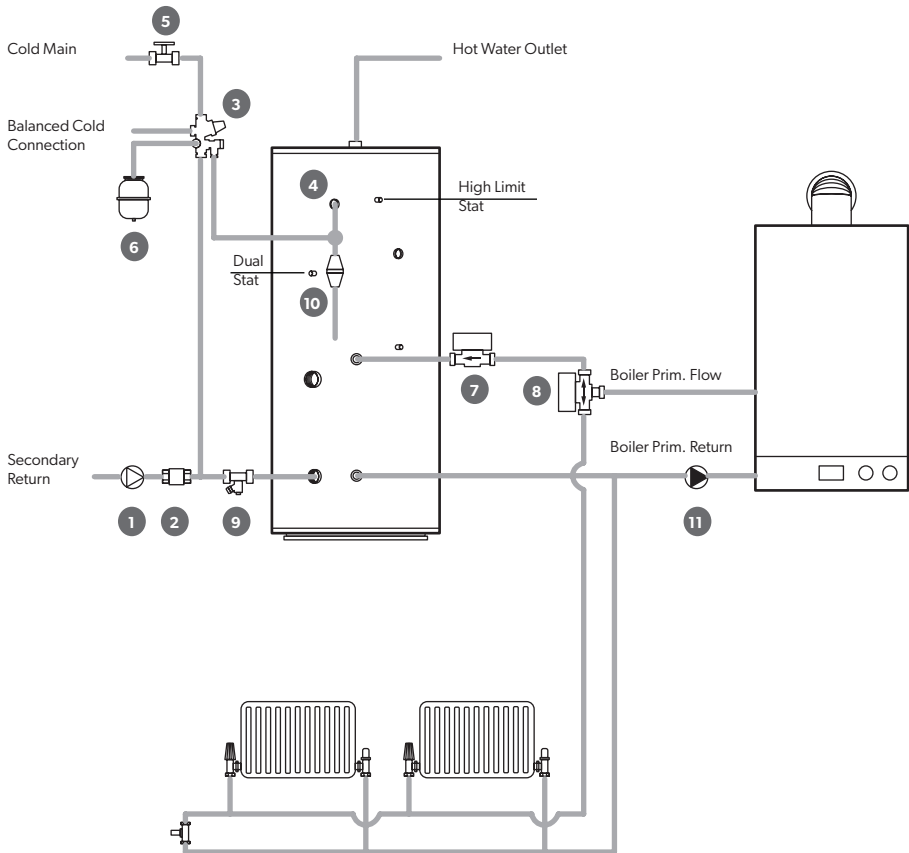 5
Cold Main
Hot Water Outlet
3
Balanced Cold
Connection
4
High Limit
Stat
6
Dual
Stat
10
7
8
Boiler Prim. Flow
Boiler Prim. Return
Secondary
Return
1
2
9
11